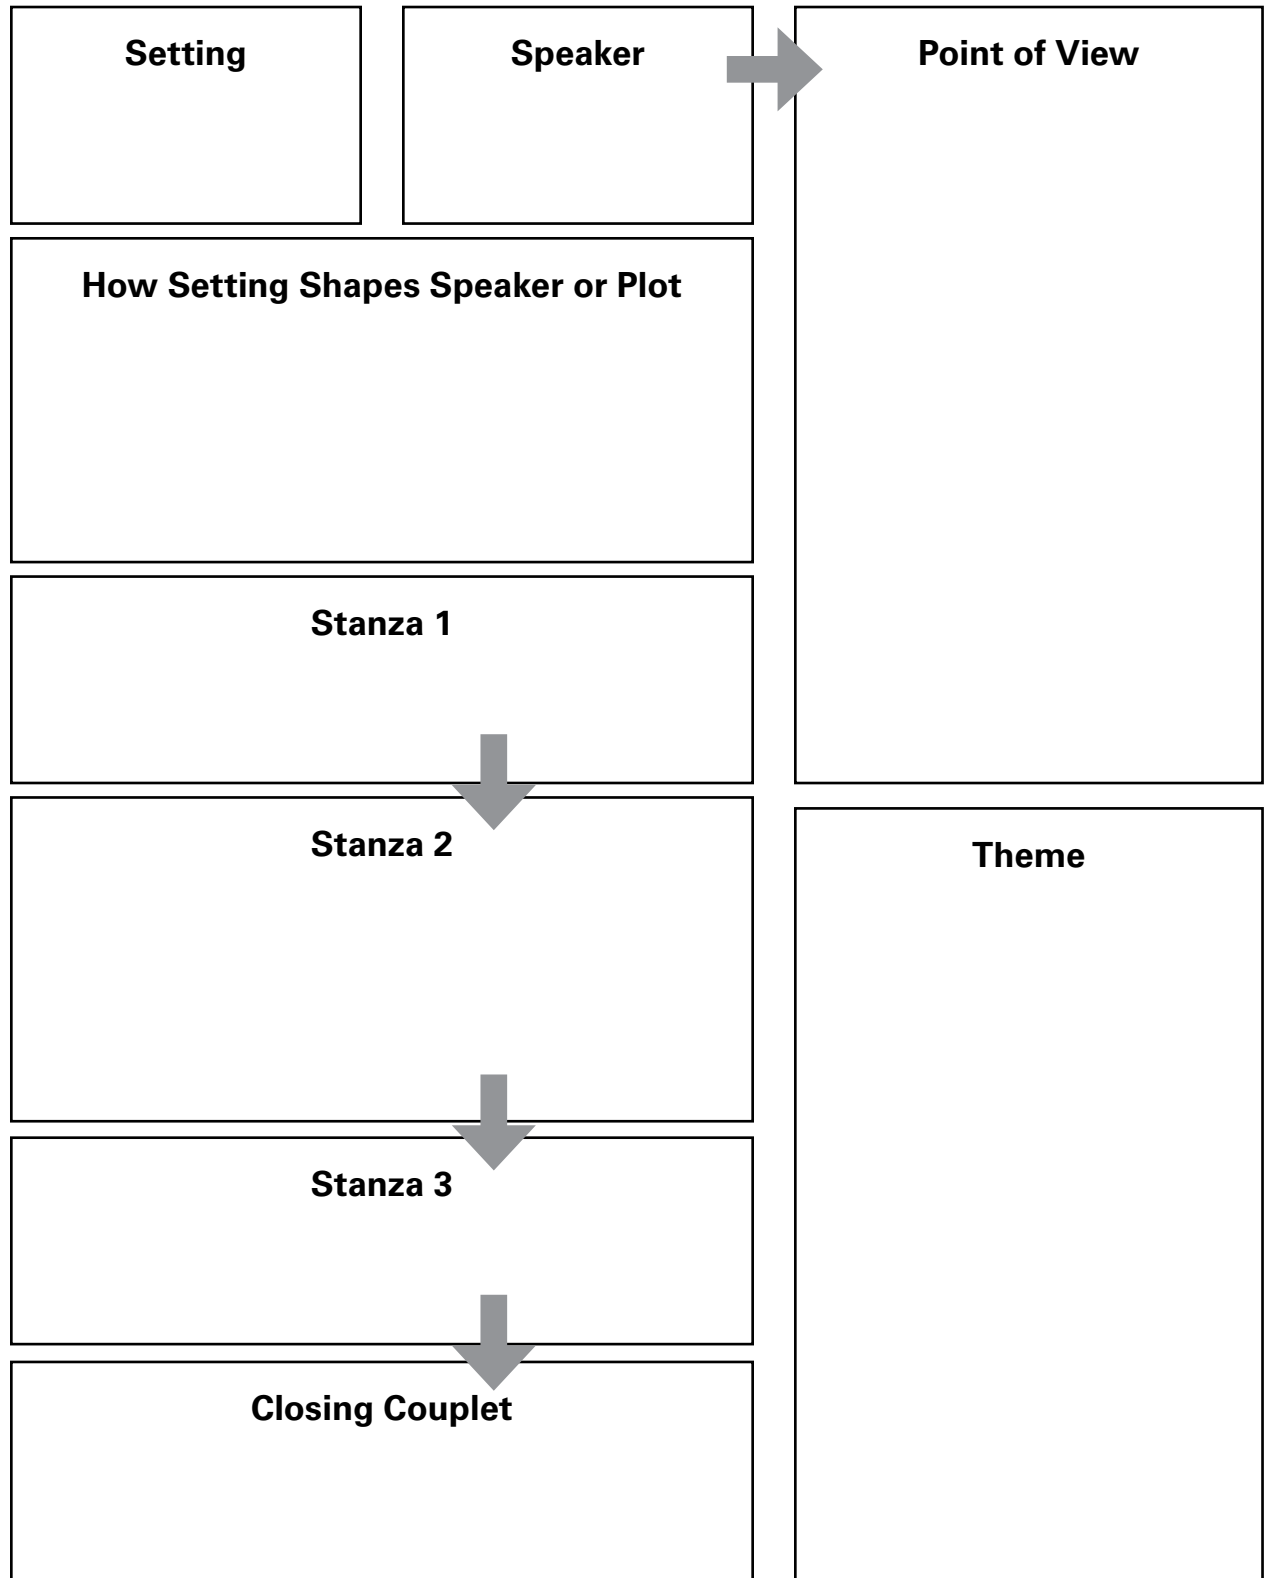 Setting
Speaker
Point of View
How Setting Shapes Speaker or Plot
Stanza 1
Stanza 2
Theme
Stanza 3
Closing Couplet